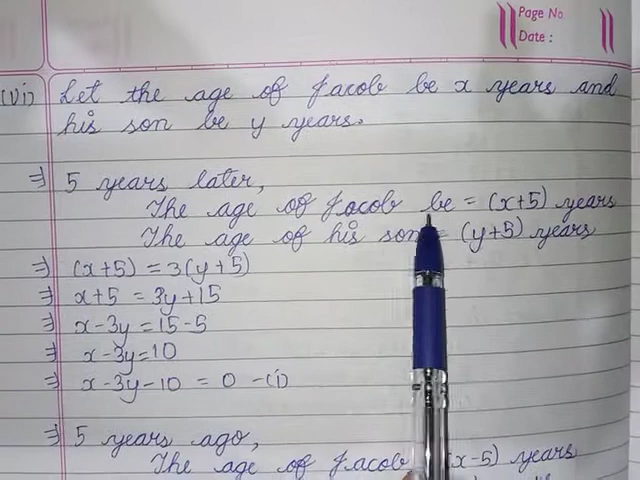 Page No.
Date :
(vi) Let the age of Jacob be x years and
his son be y years.
⇒ 5 years later,
The age of Jacob be = (x+5) years
The age of his son = (y+5) years
⇒ (x+5) = 3(y+5)
⇒ x+5 = 3y+15
⇒ x-3y = 15-5
⇒ x-3y=10
⇒ x-3y-10 = 0 -(i)
⇒ 5 years ago,
The age of Jacob (x-5) years